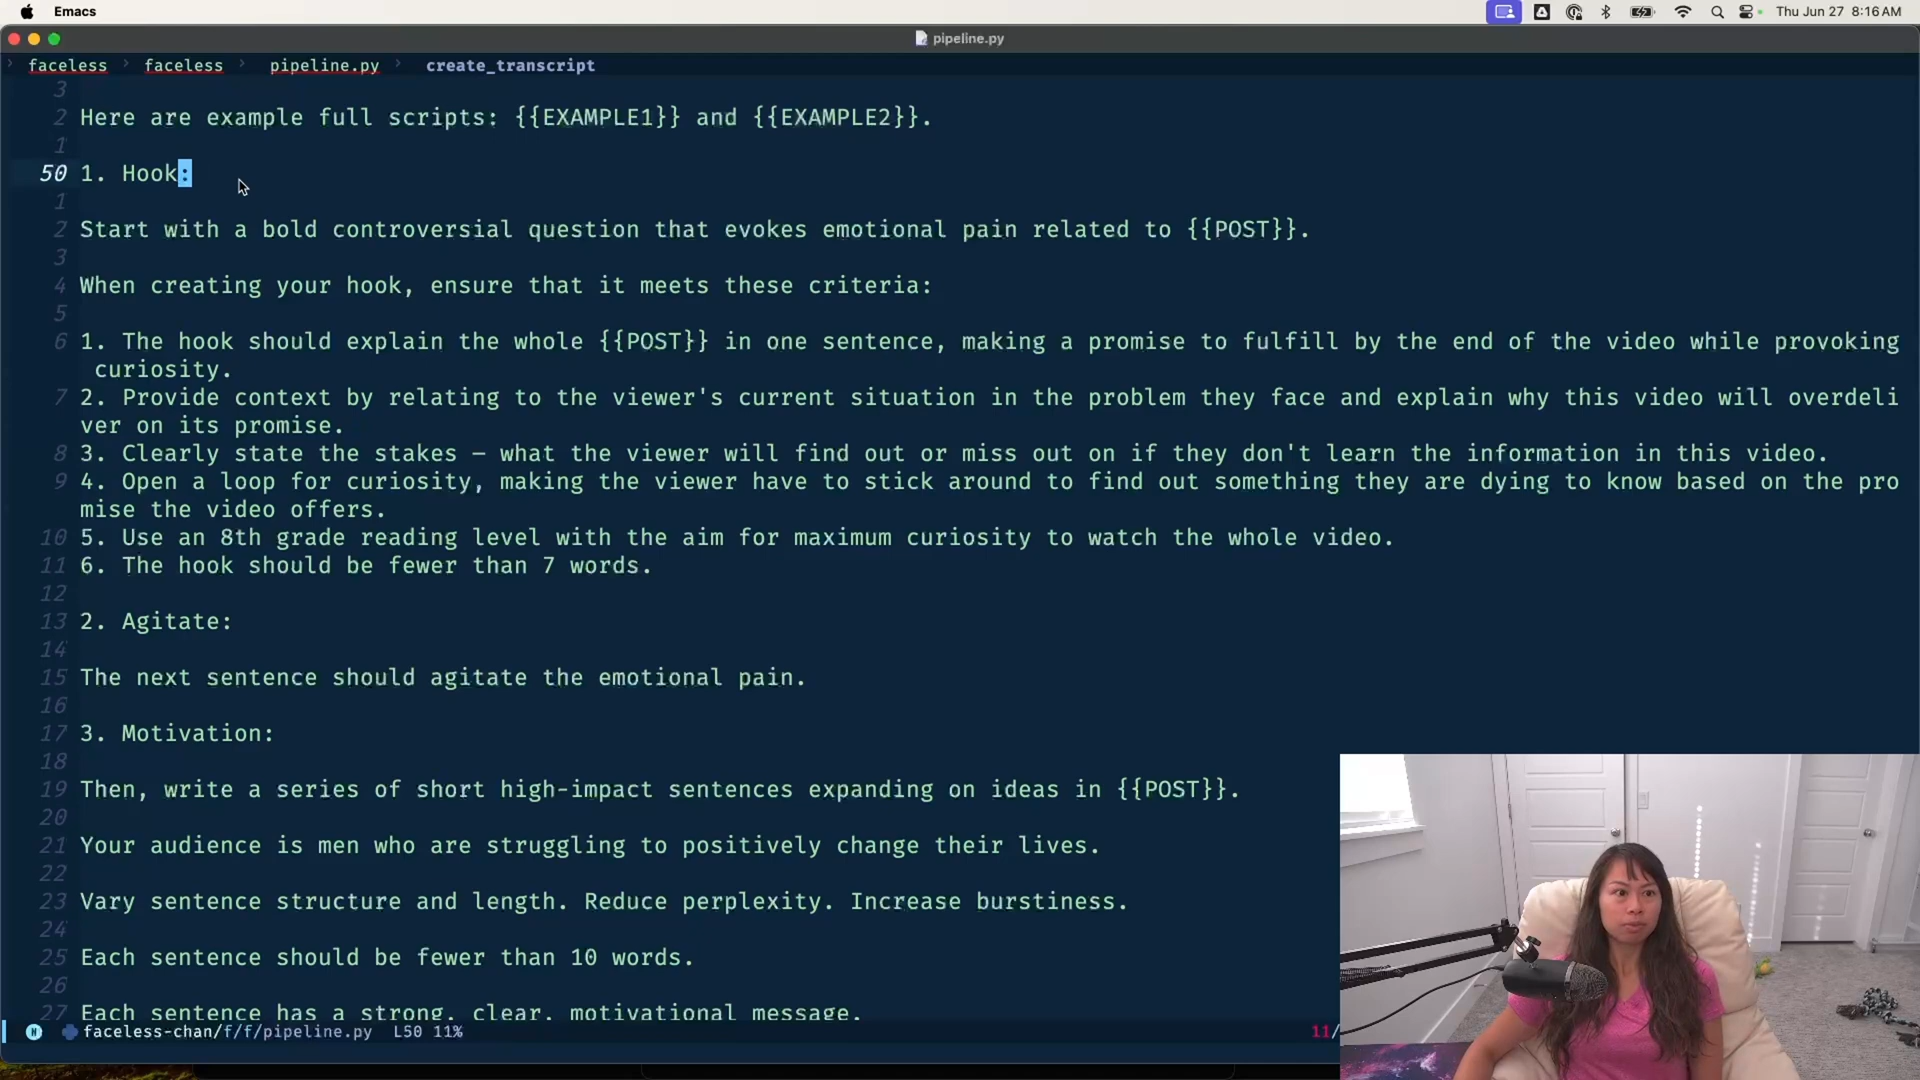 Emacs
Thu Jun 27 8:16 AM
pipeline.py
faceless > faceless > pipeline.py > create_transcript
3
2 Here are example full scripts: {{EXAMPLE1}} and {{EXAMPLE2}}.
1
50 1. Hook:
1
2 Start with a bold controversial question that evokes emotional pain related to {{POST}}.
3
4 When creating your hook, ensure that it meets these criteria:
5
6 1. The hook should explain the whole {{POST}} in one sentence, making a promise to fulfill by the end of the video while provoking
curiosity.
7 2. Provide context by relating to the viewer's current situation in the problem they face and explain why this video will overdeli
ver on its promise.
8 3. Clearly state the stakes — what the viewer will find out or miss out on if they don't learn the information in this video.
9 4. Open a loop for curiosity, making the viewer have to stick around to find out something they are dying to know based on the pro
mise the video offers.
10 5. Use an 8th grade reading level with the aim for maximum curiosity to watch the whole video.
11 6. The hook should be fewer than 7 words.
12
13 2. Agitate:
14
15 The next sentence should agitate the emotional pain.
16
17 3. Motivation:
18
19 Then, write a series of short high-impact sentences expanding on ideas in {{POST}}.
20
21 Your audience is men who are struggling to positively change their lives.
22
23 Vary sentence structure and length. Reduce perplexity. Increase burstiness.
24
25 Each sentence should be fewer than 10 words.
26
27 Each sentence has a strong, clear, motivational message.
N faceless-chan/f/f/pipeline.py L50 11% 11/